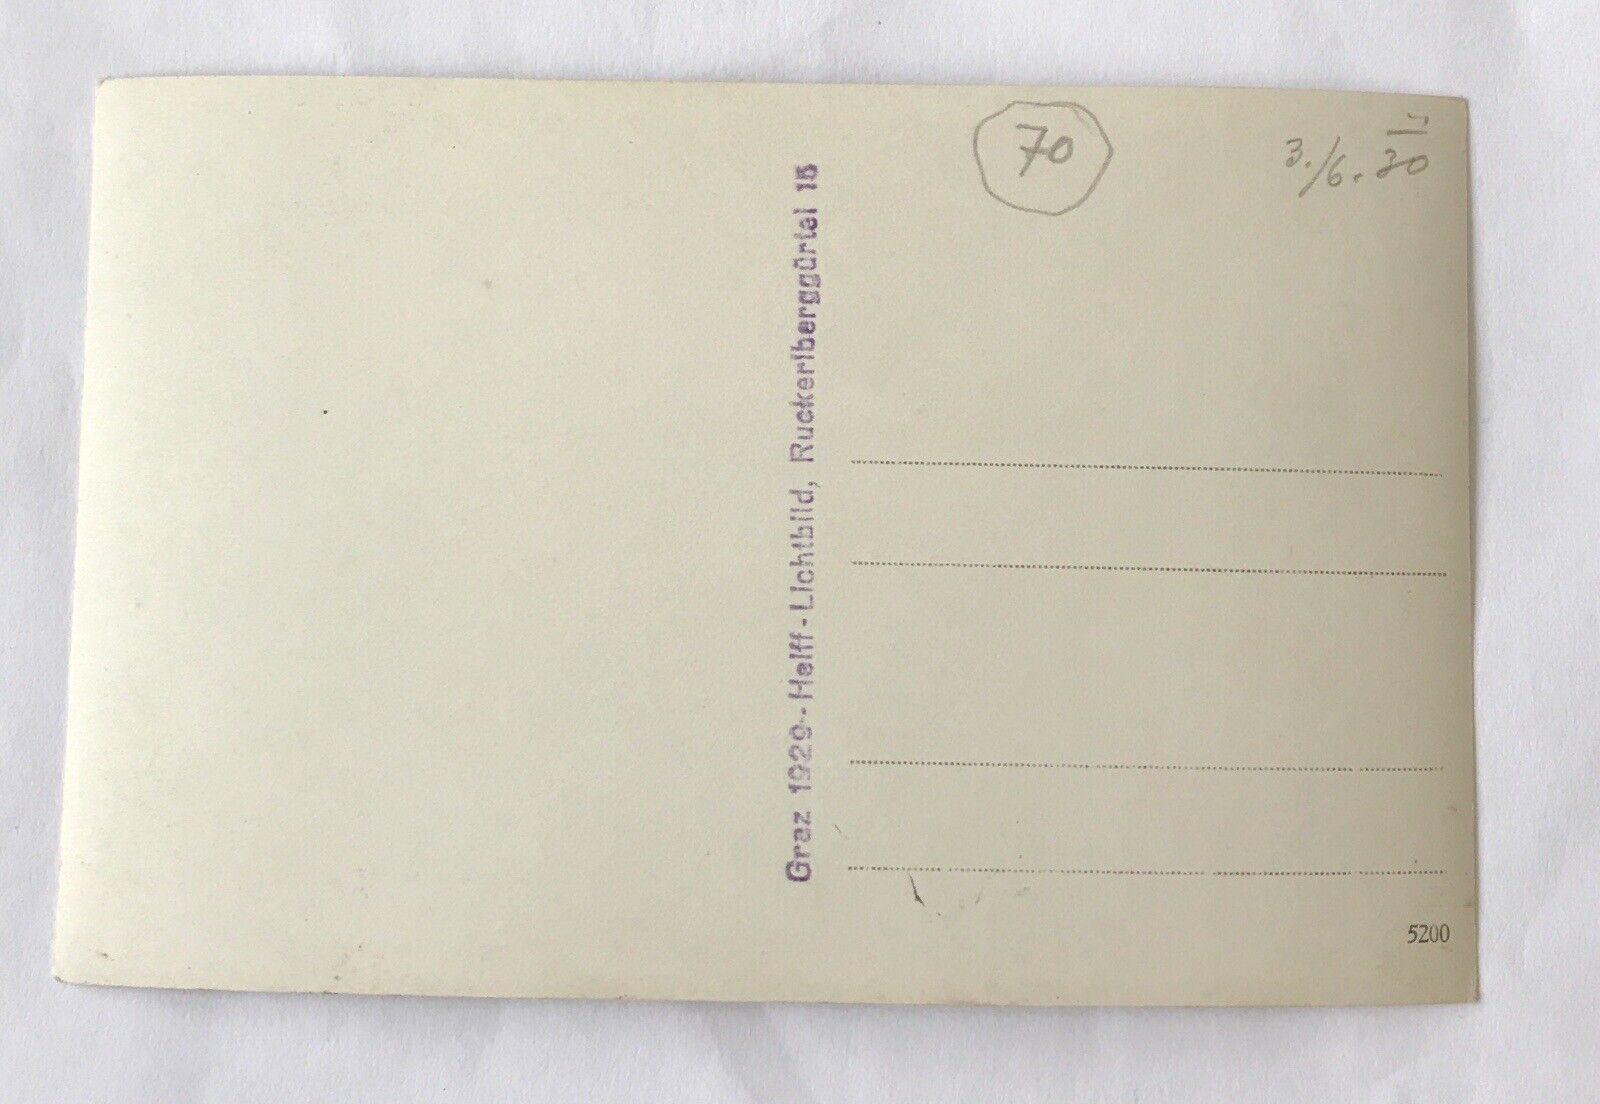 70
3./6.30
Graz 1929 - Helff - Lichtbild, Ruckerlberggürtel 15
5200